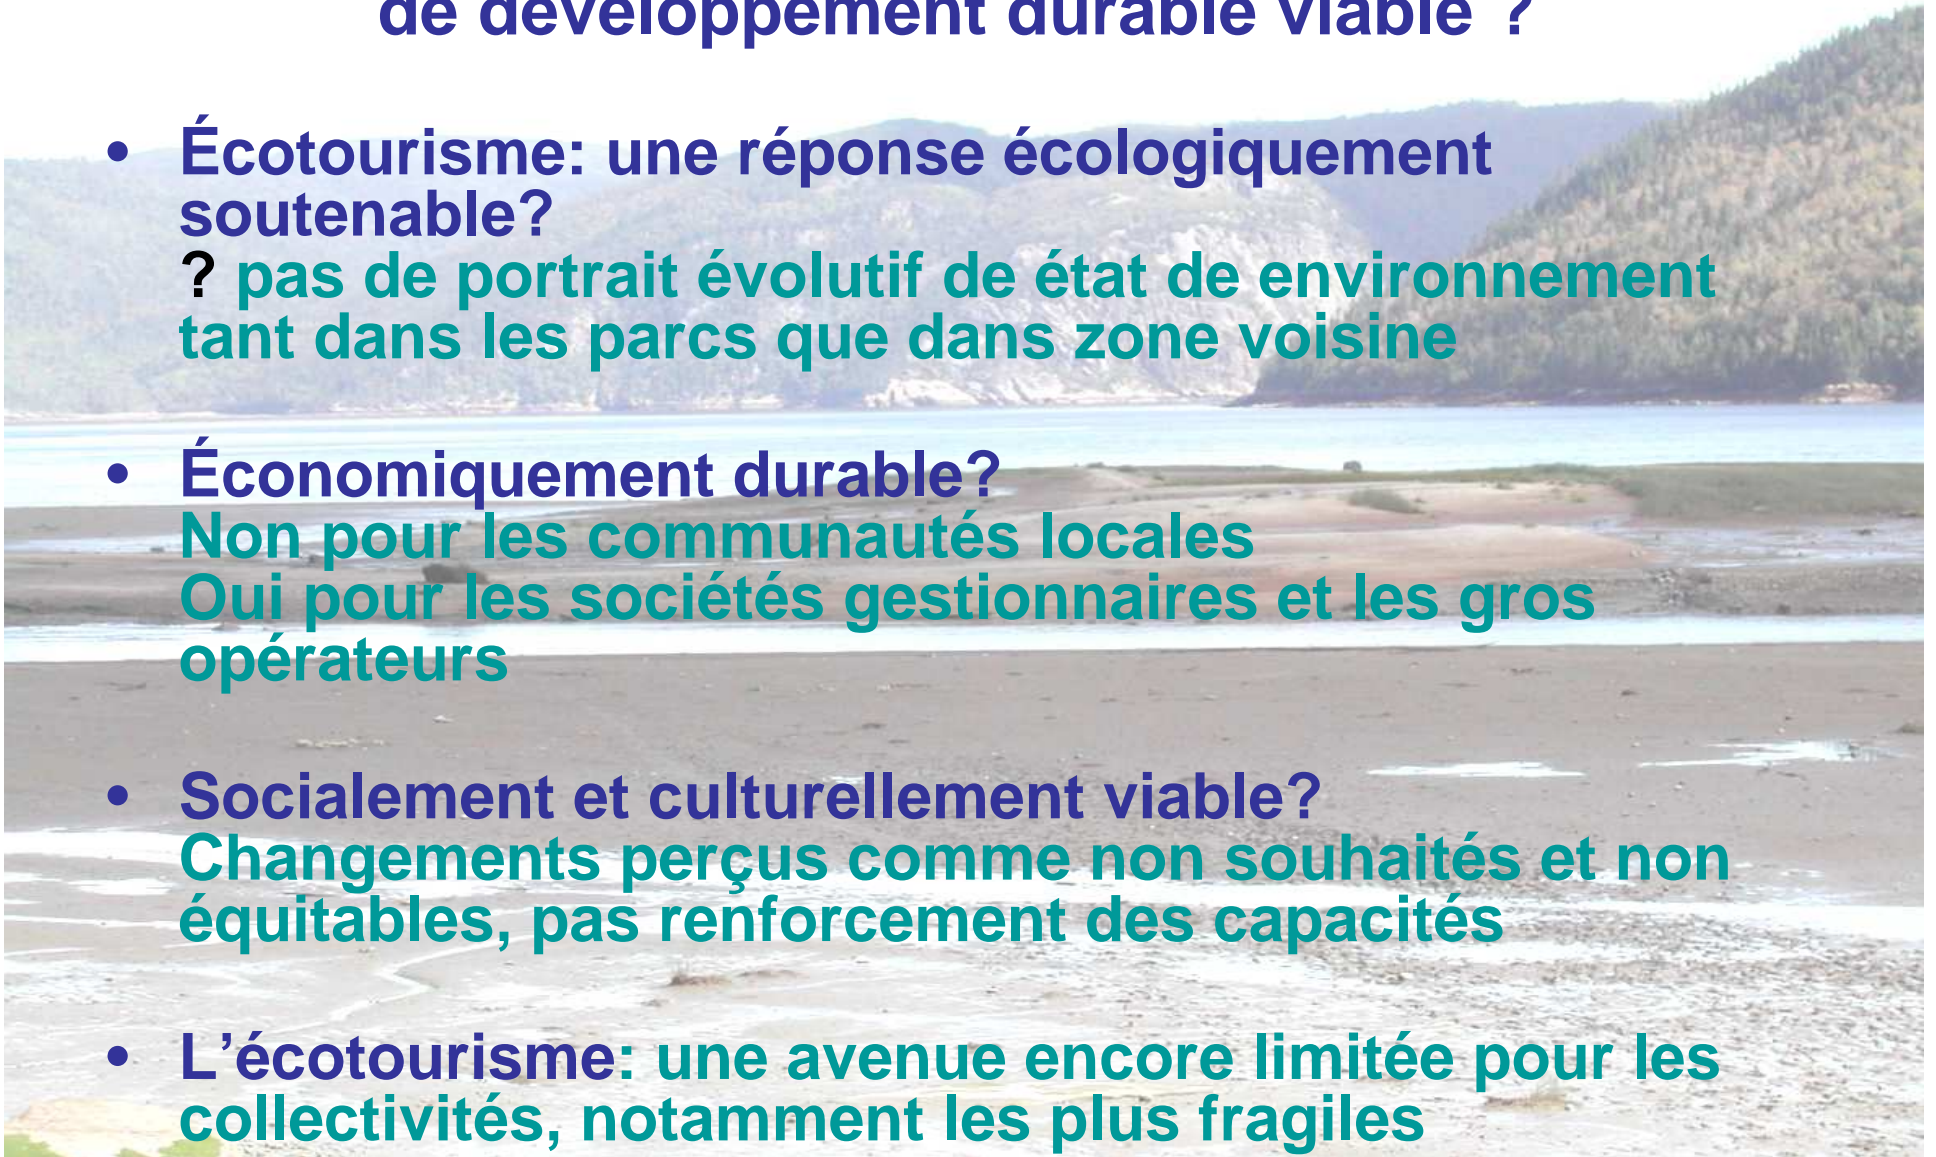 de développement durable viable ?
• Écotourisme: une réponse écologiquement
soutenable?
? pas de portrait évolutif de état de environnement
tant dans les parcs que dans zone voisine
• Économiquement durable?
Non pour les communautés locales
Oui pour les sociétés gestionnaires et les gros
opérateurs
• Socialement et culturellement viable?
Changements perçus comme non souhaités et non
équitables, pas renforcement des capacités
• L’écotourisme: une avenue encore limitée pour les
collectivités, notamment les plus fragiles